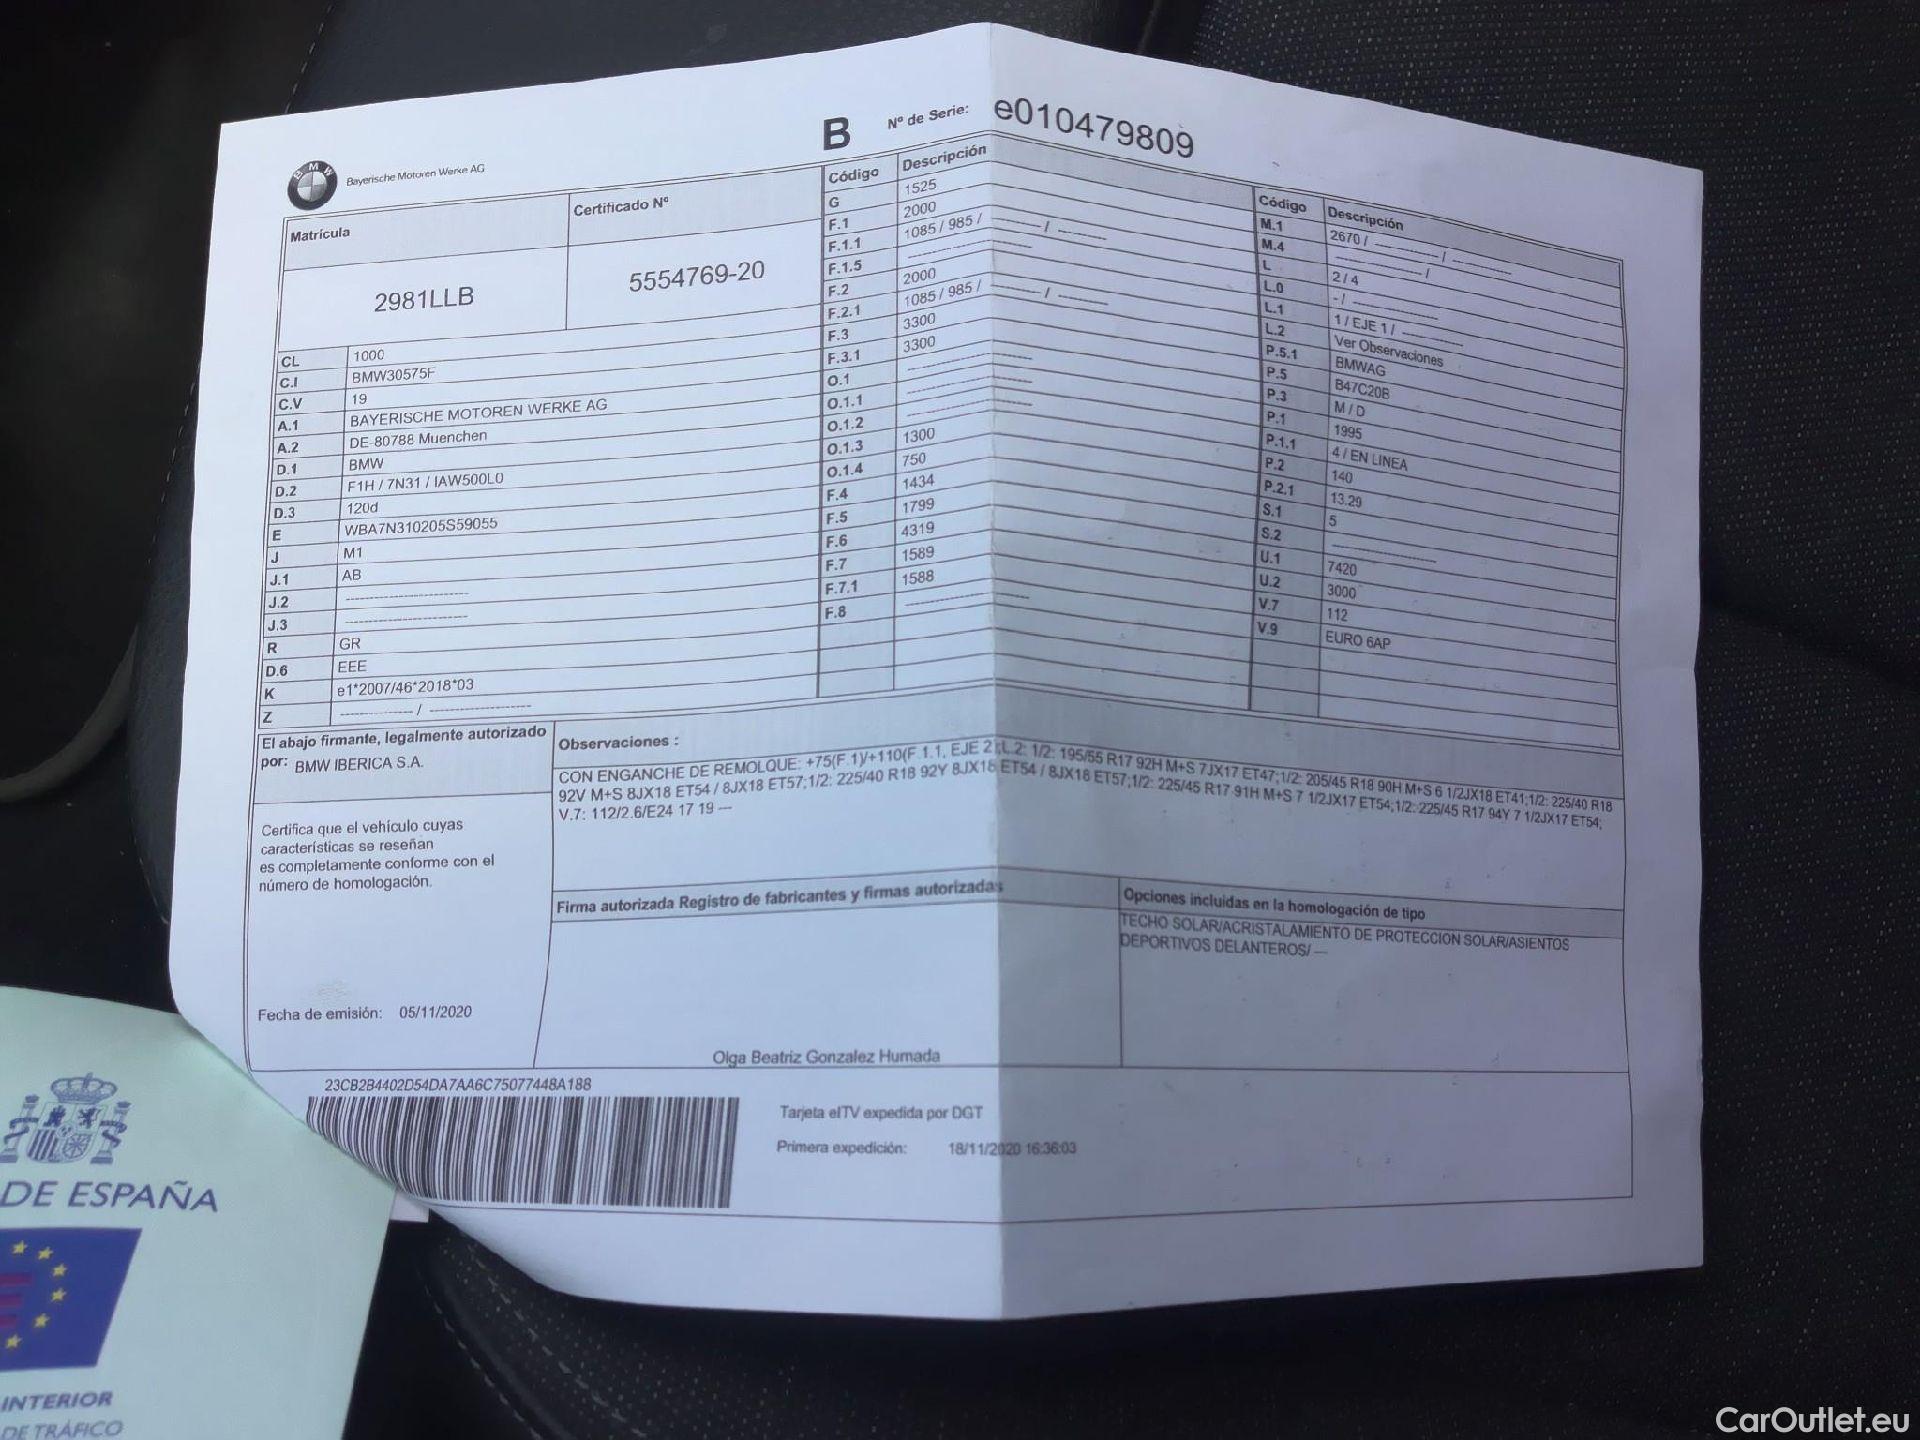 B Nº de Serie: e010479809
BMW
Bayerische Motoren Werke AG
Matrícula
Certificado Nº
2981LLB
5554769-20
CL 1000
C.I BMW30575F
C.V 19
A.1 BAYERISCHE MOTOREN WERKE AG
A.2 DE-80788 Muenchen
D.1 BMW
D.2 F1H / 7N31 / IAW500L0
D.3 120d
E WBA7N310205S59055
J M1
J.1 AB
J.2 --------------------
J.3 --------------------
R GR
D.6 EEE
K e1*2007/46*2018*03
Z ------------ / ----------------
Código Descripción
G 1525
F.1 2000
F.1.1 1085 / 985 / -------- / --------
F.1.5 --------------------
F.2 2000
F.2.1 1085 / 985 / -------- / --------
F.3 3300
F.3.1 3300
O.1 --------------------
O.1.1 --------------------
O.1.2 --------------------
O.1.3 1300
O.1.4 750
F.4 1434
F.5 1799
F.6 4319
F.7 1589
F.7.1 1588
F.8 --------------------
Código Descripción
M.1 2670 / ---------- / ----------
M.4 -------------- /
L 2 / 4
L.0 - / --------------
L.1 1 / EJE 1 / ----------
L.2 Ver Observaciones
P.5.1 BMWAG
P.5 B47C20B
P.3 M / D
P.1 1995
P.1.1 4 / EN LINEA
P.2 140
P.2.1 13.29
S.1 5
S.2 ----------------
U.1 7420
U.2 3000
V.7 112
V.9 EURO 6AP
El abajo firmante, legalmente autorizado
por: BMW IBERICA S.A.
Certifica que el vehículo cuyas
características se reseñan
es completamente conforme con el
número de homologación.
Fecha de emisión: 05/11/2020
Observaciones :
CON ENGANCHE DE REMOLQUE: +75(F.1)/+110(F.1.1, EJE 2);L.2: 1/2: 195/55 R17 92H M+S 7JX17 ET47;1/2: 205/45 R18 90H M+S 6 1/2JX18 ET41;1/2: 225/40 R18
92V M+S 8JX18 ET54 / 8JX18 ET57;1/2: 225/40 R18 92Y 8JX18 ET54 / 8JX18 ET57;1/2: 225/45 R17 91H M+S 7 1/2JX17 ET54;1/2: 225/45 R17 94Y 7 1/2JX17 ET54;
V.7: 112/2.6/E24 17 19 ---
Firma autorizada Registro de fabricantes y firmas autorizadas
Olga Beatriz Gonzalez Humada
Opciones incluidas en la homologación de tipo
TECHO SOLAR/ACRISTALAMIENTO DE PROTECCION SOLAR/ASIENTOS
DEPORTIVOS DELANTEROS/ ---
23CB2B4402D54DA7AA6C75077448A188
Tarjeta eITV expedida por DGT
Primera expedición: 18/11/2020 16:36:03
DE ESPAÑA
INTERIOR
DE TRÁFICO
CarOutlet.eu